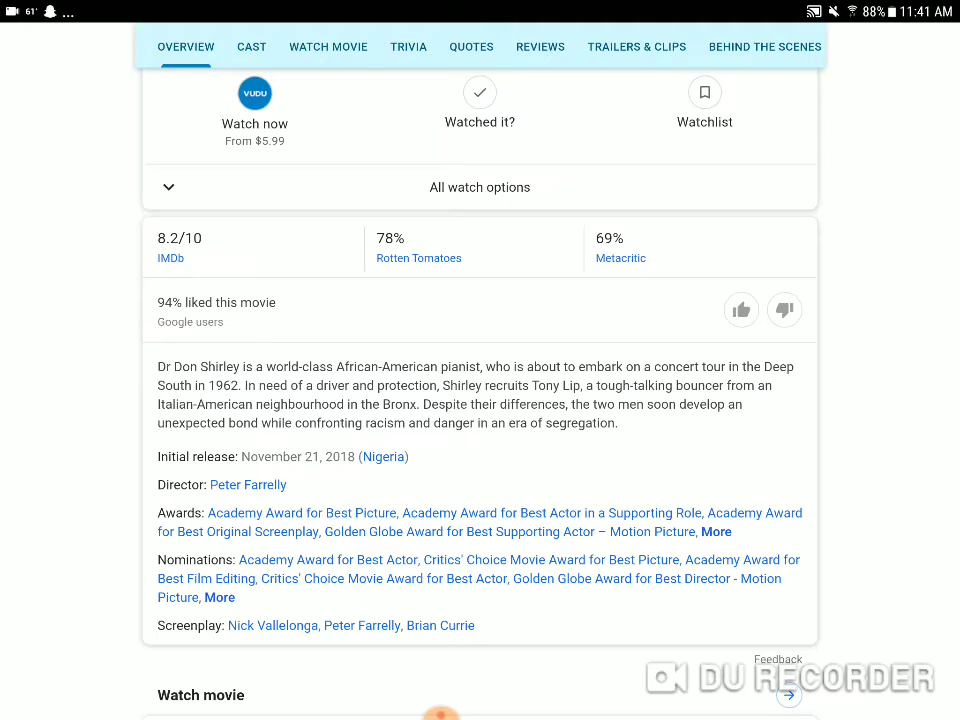 61° ... 88% 11:41 AM
OVERVIEW CAST WATCH MOVIE TRIVIA QUOTES REVIEWS TRAILERS & CLIPS BEHIND THE SCENES
VUDU
Watch now Watched it? Watchlist
From $5.99
All watch options
8.2/10 78% 69%
IMDb Rotten Tomatoes Metacritic
94% liked this movie
Google users
Dr Don Shirley is a world-class African-American pianist, who is about to embark on a concert tour in the Deep
South in 1962. In need of a driver and protection, Shirley recruits Tony Lip, a tough-talking bouncer from an
Italian-American neighbourhood in the Bronx. Despite their differences, the two men soon develop an
unexpected bond while confronting racism and danger in an era of segregation.
Initial release: November 21, 2018 (Nigeria)
Director: Peter Farrelly
Awards: Academy Award for Best Picture, Academy Award for Best Actor in a Supporting Role, Academy Award
for Best Original Screenplay, Golden Globe Award for Best Supporting Actor – Motion Picture, More
Nominations: Academy Award for Best Actor, Critics' Choice Movie Award for Best Picture, Academy Award for
Best Film Editing, Critics' Choice Movie Award for Best Actor, Golden Globe Award for Best Director - Motion
Picture, More
Screenplay: Nick Vallelonga, Peter Farrelly, Brian Currie
Feedback
DU RECORDER
Watch movie